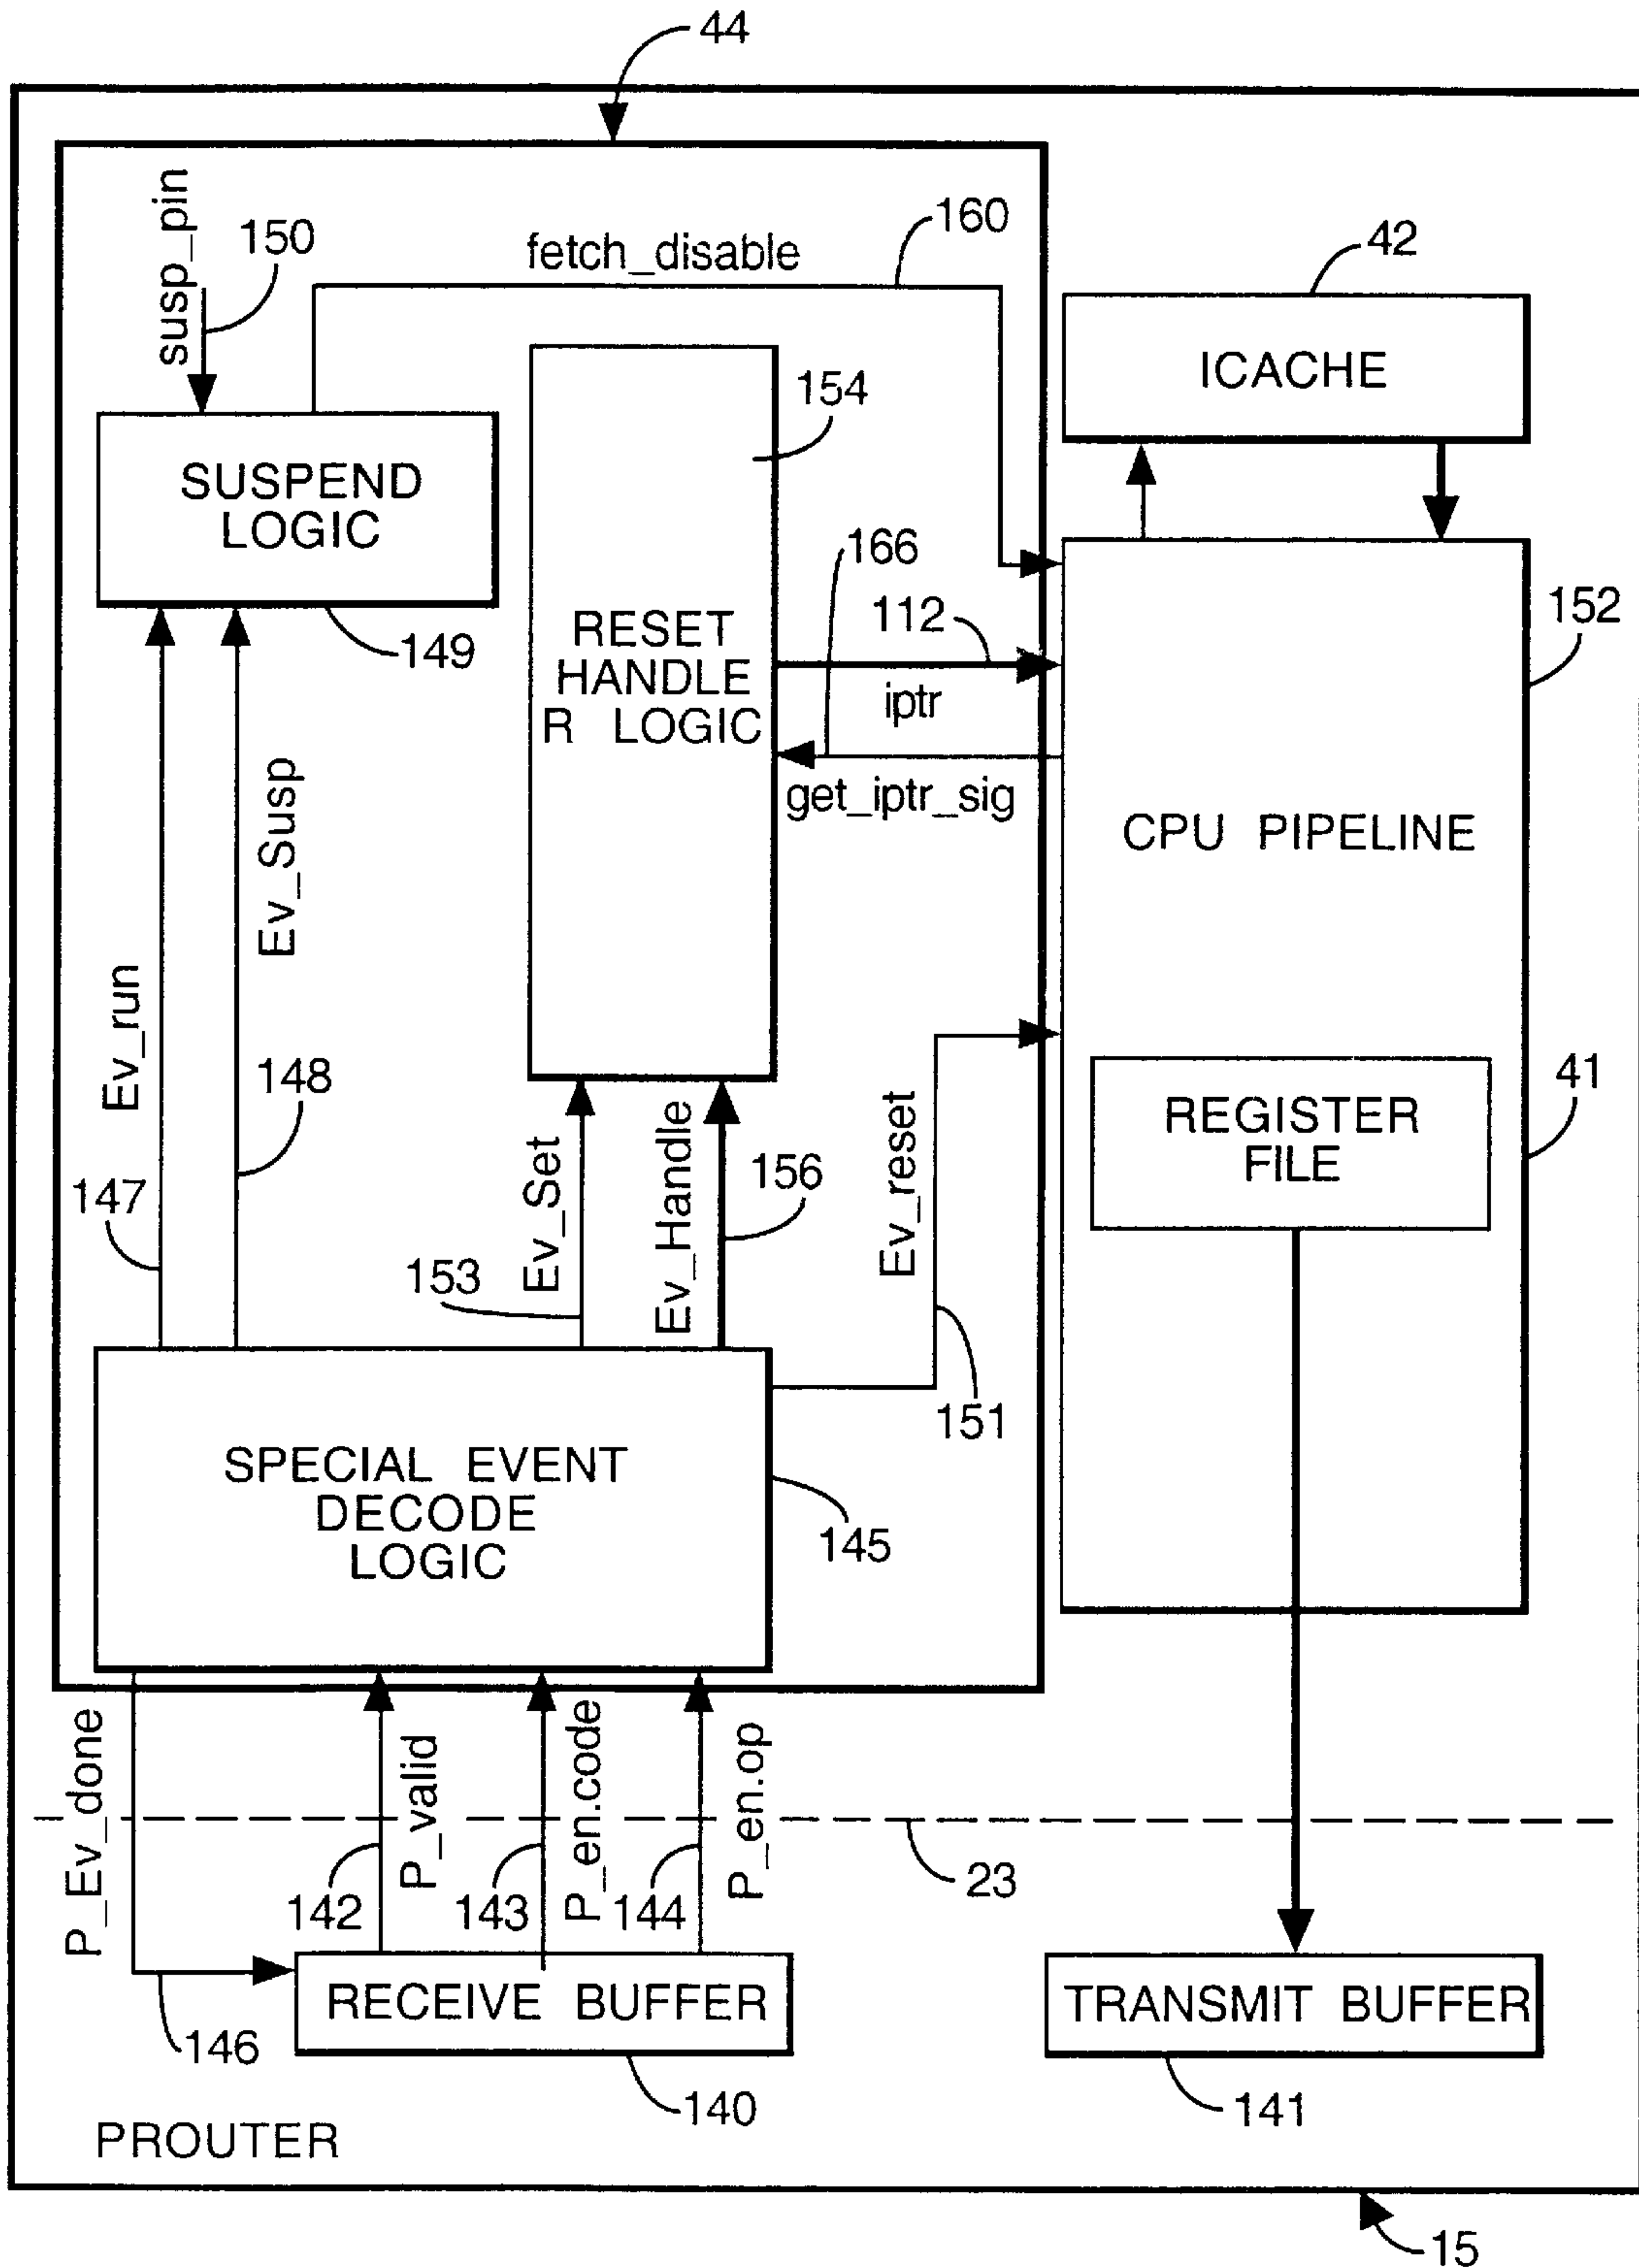 44
susp_pin
150
160
fetch_disable
42
ICACHE
154
SUSPEND
LOGIC
149
166
112
152
RESET
HANDLE
R LOGIC
iptr
get_iptr_sig
CPU PIPELINE
Ev_run
Ev_Susp
148
147
41
REGISTER
FILE
Ev_Set
153
Ev_Handle
156
Ev_reset
151
SPECIAL EVENT
DECODE
LOGIC
145
P_Ev_done
P_valid
P_en.code
P_en.op
142
143
144
23
146
RECEIVE BUFFER
140
TRANSMIT BUFFER
141
PROUTER
15